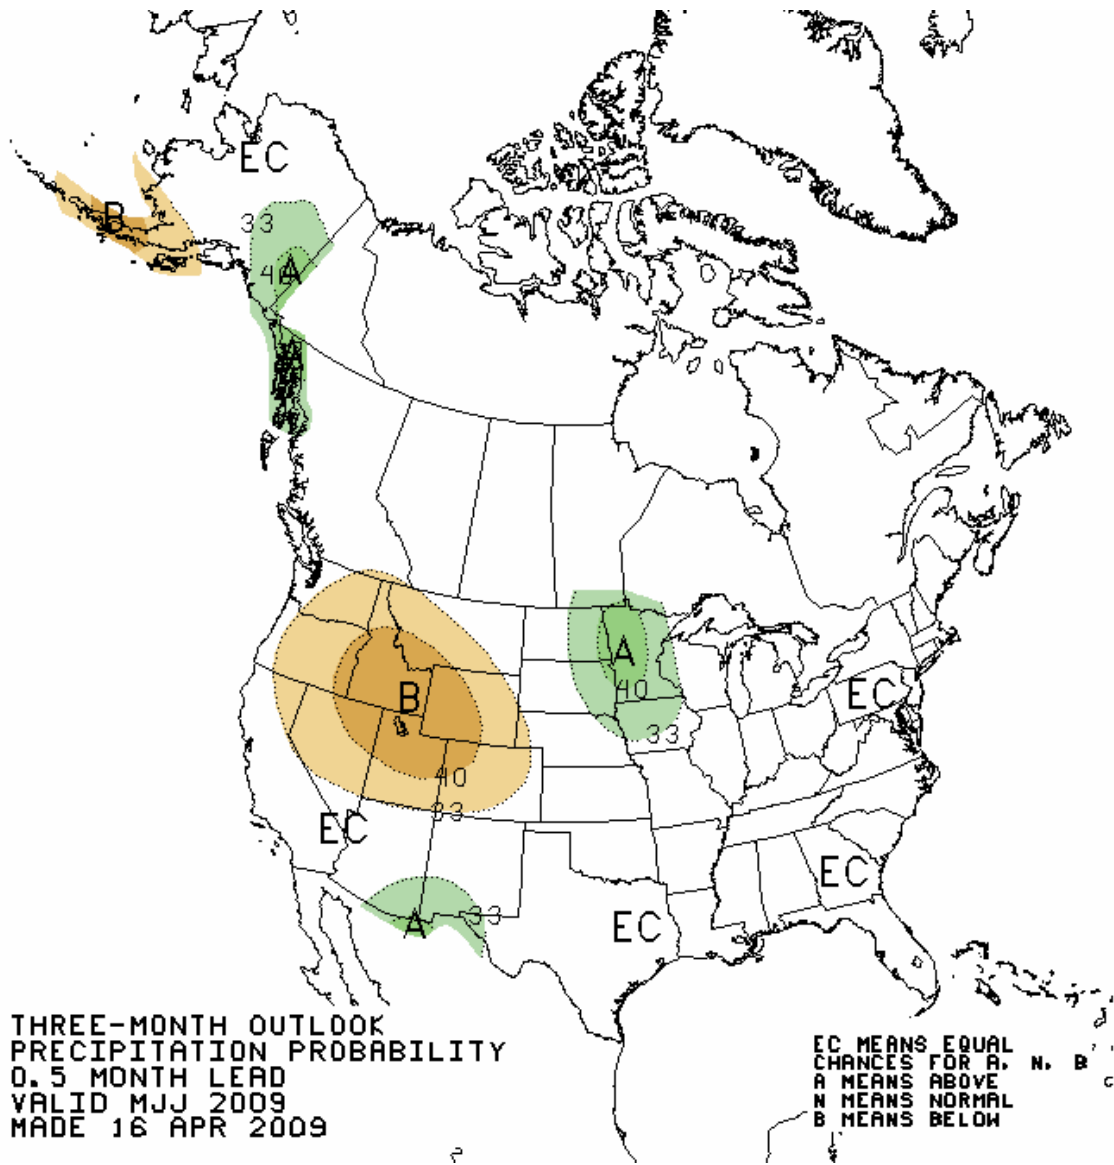 EC
B
33
40
A
A
A
40
33
B
40
33
EC
EC
EC
EC
A
33
THREE-MONTH OUTLOOK
PRECIPITATION PROBABILITY
0.5 MONTH LEAD
VALID MJJ 2009
MADE 16 APR 2009
EC MEANS EQUAL
CHANCES FOR A, N, B
A MEANS ABOVE
N MEANS NORMAL
B MEANS BELOW